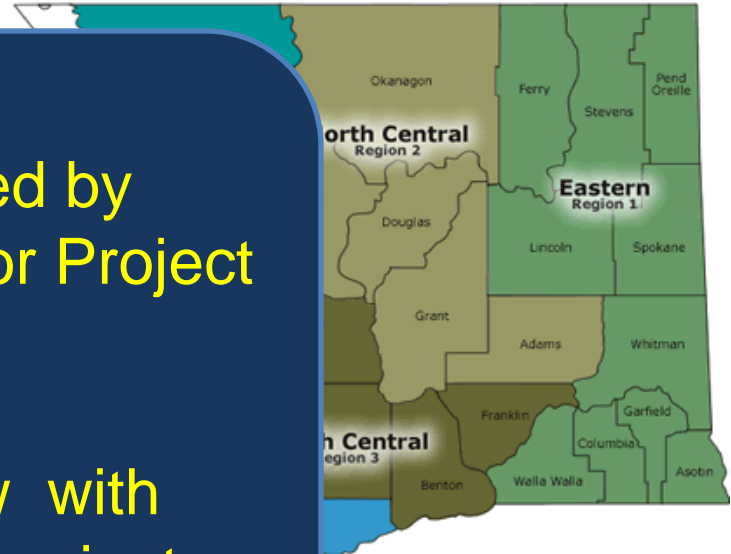 ed by
or Project
w with
Okanagon
Ferry
Pend
Oreille
Stevens
orth Central
Region 2
Eastern
Region 1
Douglas
Lincoln
Spokane
Grant
Adams
Whitman
Franklin
Garfield
Columbia
h Central
egion 3
Benton
Walla Walla
Asotin